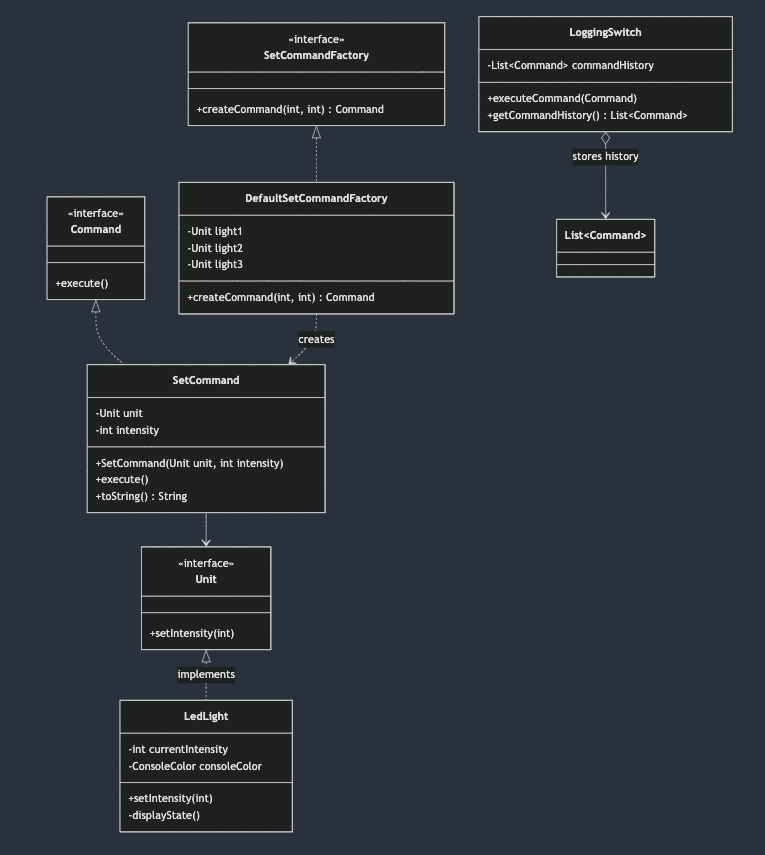 «interface»
SetCommandFactory
+createCommand(int, int) : Command
LoggingSwitch
-List<Command> commandHistory
+executeCommand(Command)
+getCommandHistory() : List<Command>
stores history
List<Command>
«interface»
Command
+execute()
DefaultSetCommandFactory
-Unit light1
-Unit light2
-Unit light3
+createCommand(int, int) : Command
creates
SetCommand
-Unit unit
-int intensity
+SetCommand(Unit unit, int intensity)
+execute()
+toString() : String
«interface»
Unit
+setIntensity(int)
implements
LedLight
-int currentIntensity
-ConsoleColor consoleColor
+setIntensity(int)
-displayState()